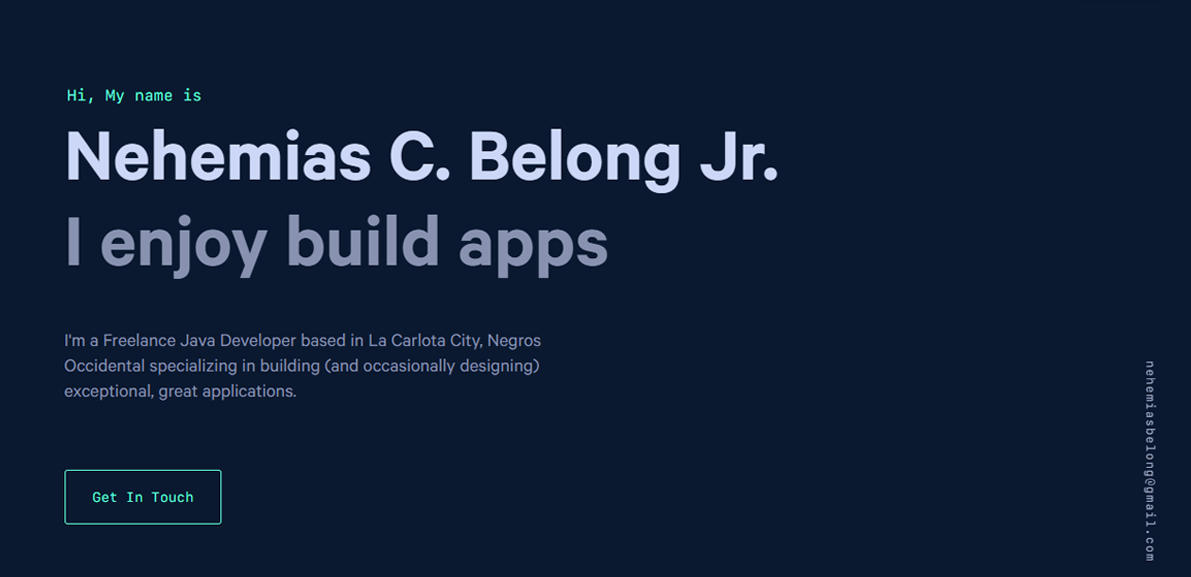 Hi, My name is
Nehemias C. Belong Jr.
I enjoy build apps
I'm a Freelance Java Developer based in La Carlota City, Negros
Occidental specializing in building (and occasionally designing)
exceptional, great applications.
Get In Touch
nehemiasbelong@gmail.com